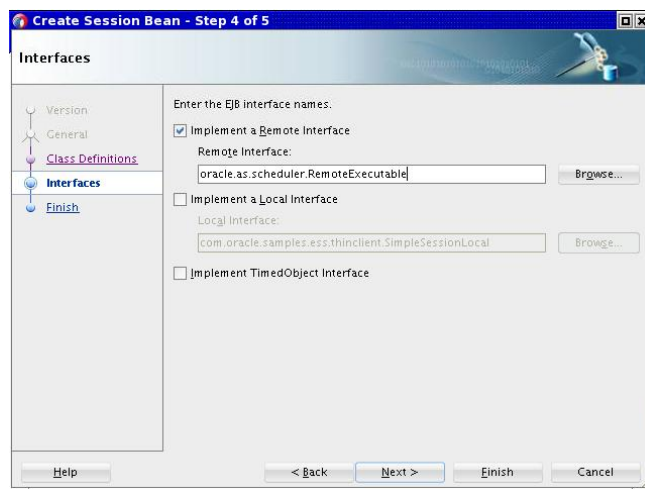 Create Session Bean - Step 4 of 5
Interfaces
Version
General
Class Definitions
Interfaces
Finish
Enter the EJB interface names.
Implement a Remote Interface
Remote Interface:
oracle.as.scheduler.RemoteExecutable
Browse...
Implement a Local Interface
Local Interface:
com.oracle.samples.ess.thinclient.SimpleSessionLocal
Browse...
Implement TimedObject Interface
Help
< Back
Next >
Finish
Cancel